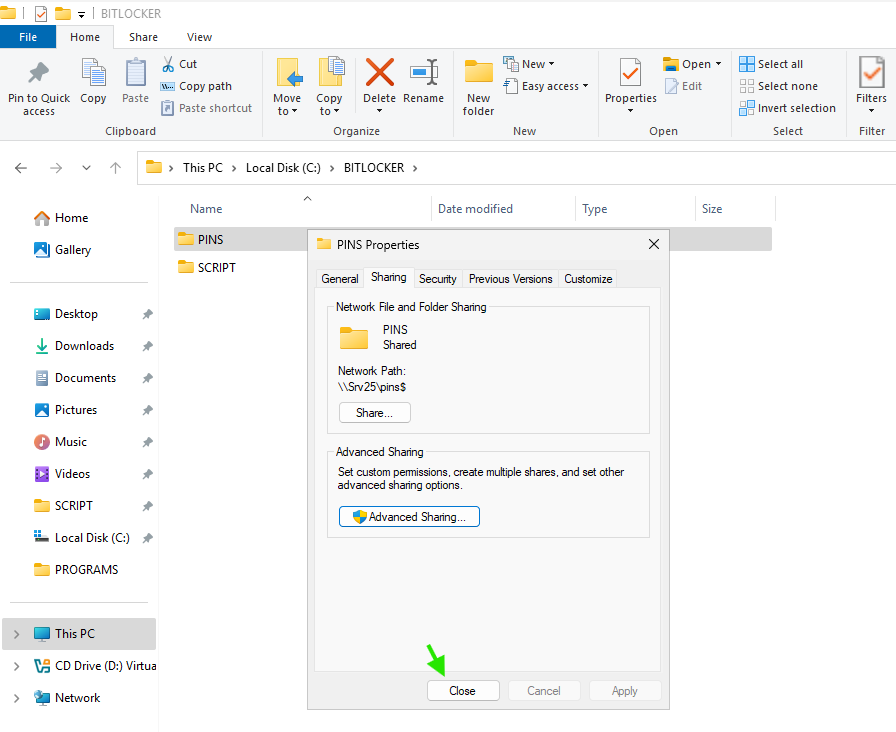 BITLOCKER
File Home Share View
Pin to Quick access
Copy
Paste
Cut
Copy path
Paste shortcut
Clipboard
Move to
Copy to
Delete
Rename
Organize
New folder
New
Easy access
New
Properties
Open
Edit
Open
Select all
Select none
Invert selection
Select
Filters
Filter
This PC > Local Disk (C:) > BITLOCKER >
Home
Gallery
Desktop
Downloads
Documents
Pictures
Music
Videos
SCRIPT
Local Disk (C:)
PROGRAMS
This PC
CD Drive (D:) Virtua
Network
Name Date modified Type Size
PINS
SCRIPT
PINS Properties
General Sharing Security Previous Versions Customize
Network File and Folder Sharing
PINS
Shared
Network Path:
\\Srv25\pins$
Share...
Advanced Sharing
Set custom permissions, create multiple shares, and set other
advanced sharing options.
Advanced Sharing...
Close Cancel Apply